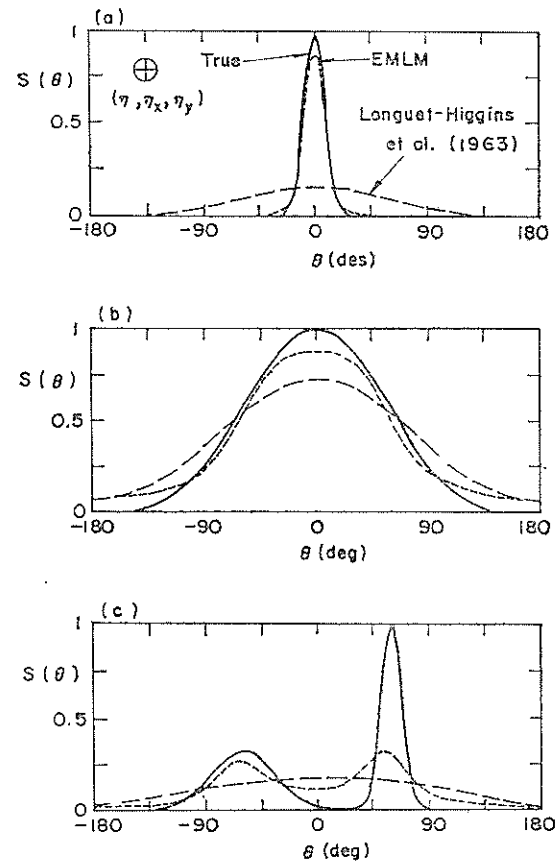 (a)
1
True
EMLM
S(θ)
(η,ηx,ηy)
Longuet-Higgins
et al. (1963)
0.5
0
-180 -90 0 90 180
θ (des)
(b)
1
S(θ)
0.5
0
-180 -90 0 90 180
θ (deg)
(c)
1
S(θ)
0.5
0
-180 -90 0 90 180
θ (deg)